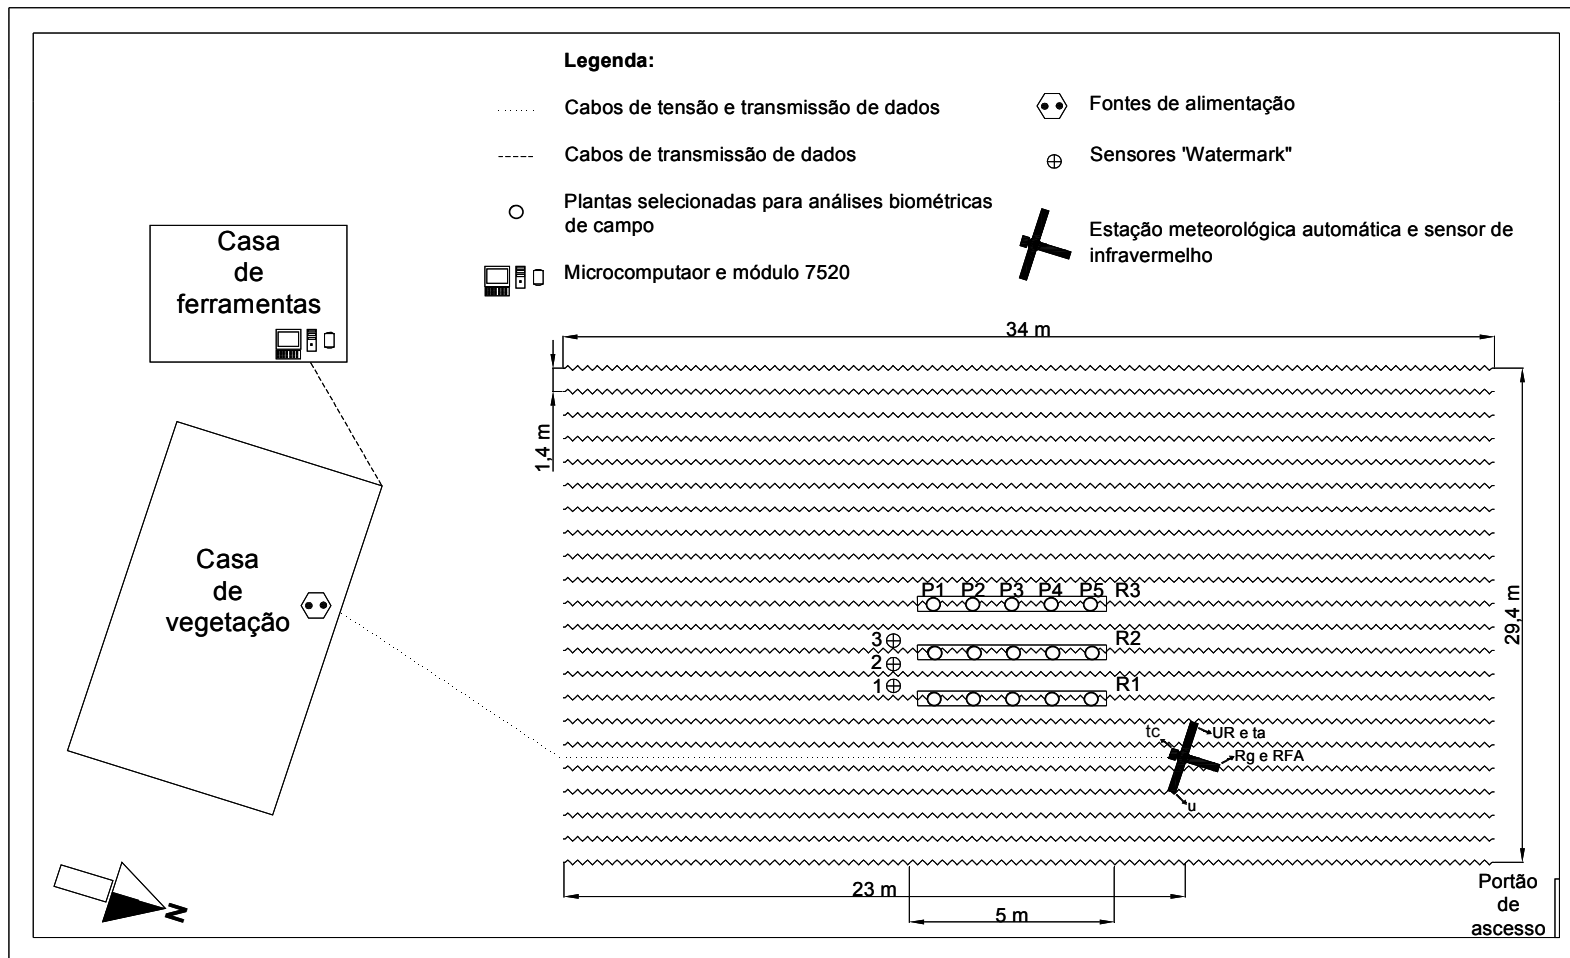 Legenda:
Cabos de tensão e transmissão de dados
Cabos de transmissão de dados
Plantas selecionadas para análises biométricas
de campo
Microcomputaor e módulo 7520
Fontes de alimentação
Sensores 'Watermark"
Estação meteorológica automática e sensor de
infravermelho
Casa
de
ferramentas
Casa
de
vegetação
34 m
1,4 m
29,4 m
P1 P2 P3 P4 P5 R3
3 R2
2
1 R1
tc UR e ta
Rg e RFA
u
23 m
5 m
N
Portão
de
ascesso